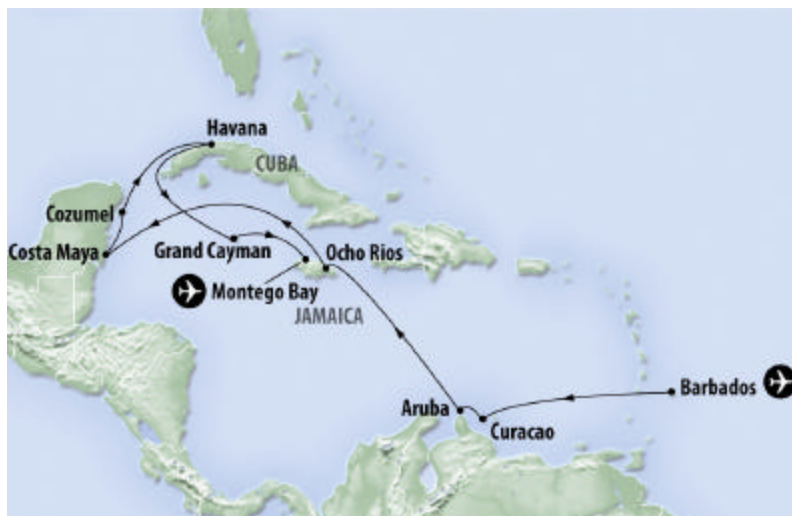 Havana
CUBA
Cozumel
Costa Maya
Grand Cayman
Ocho Rios
Montego Bay
JAMAICA
Barbados
Aruba
Curacao